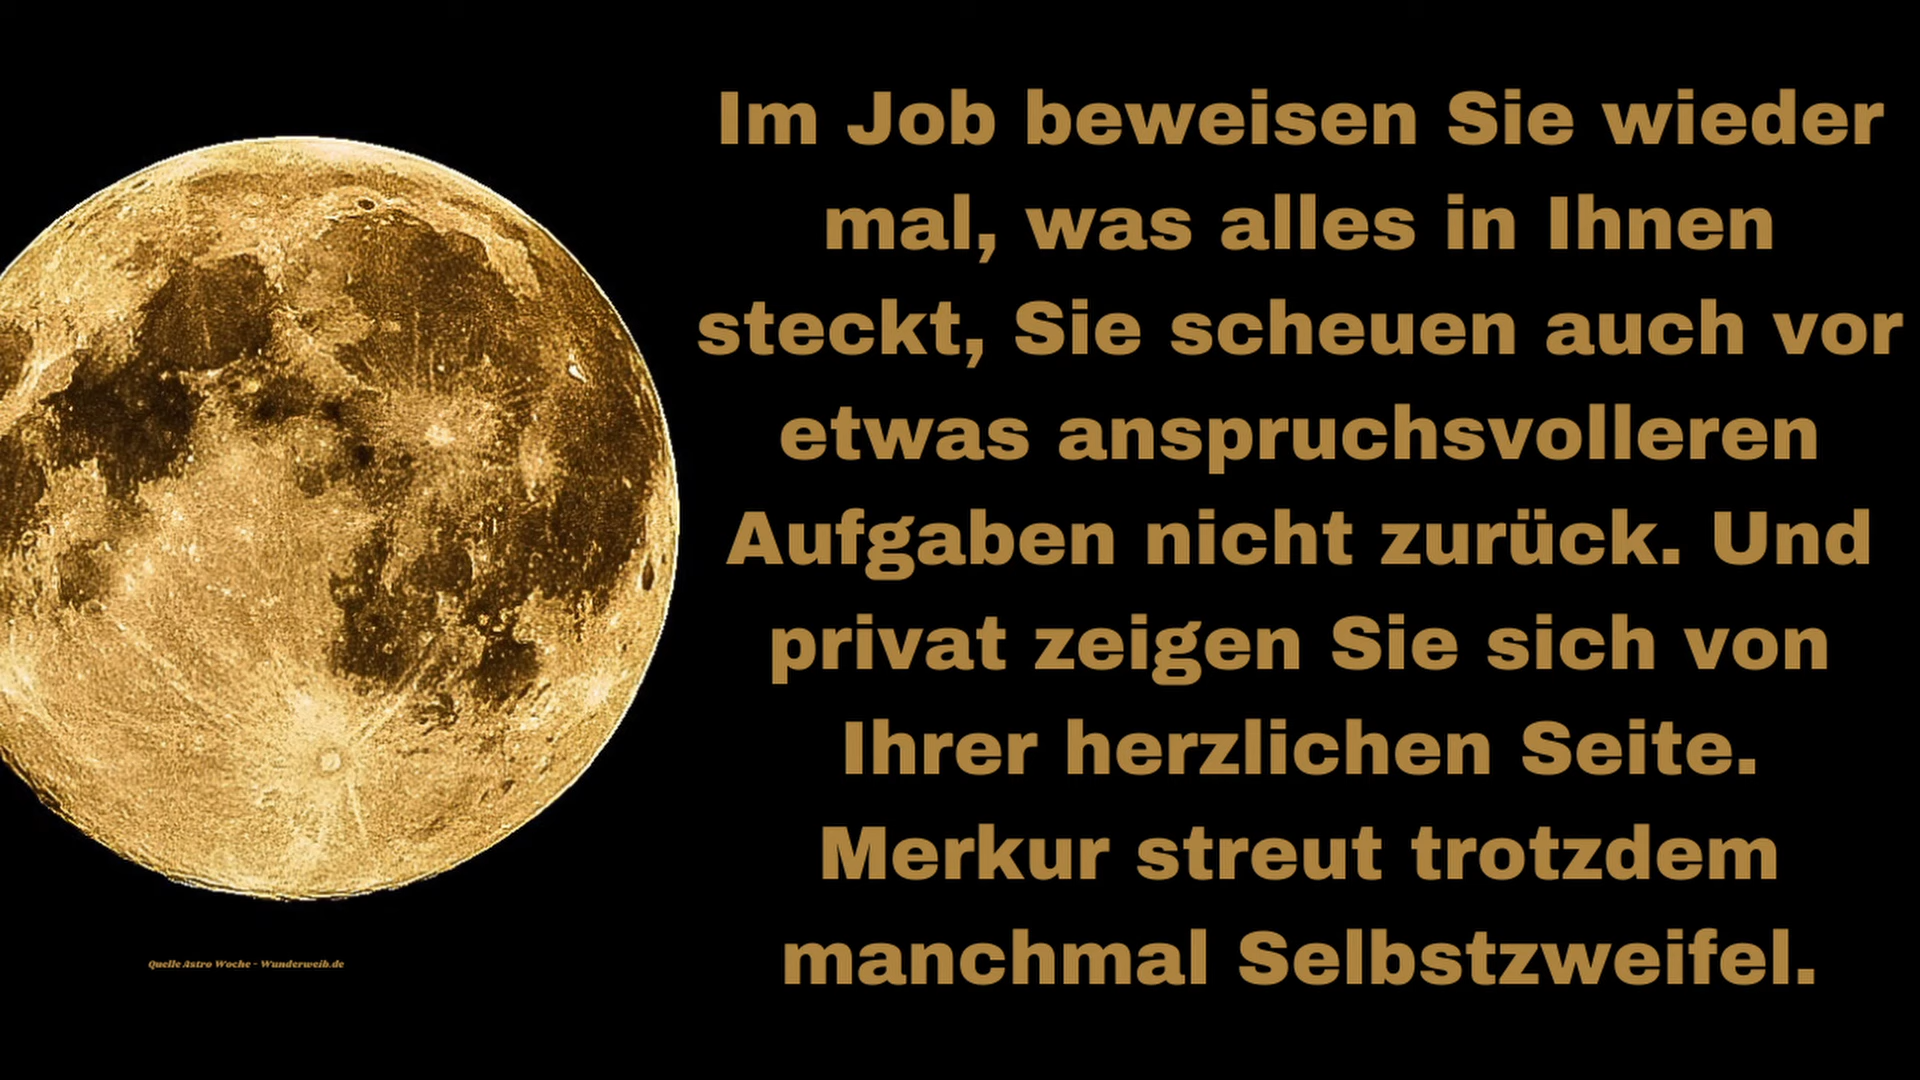 Im Job beweisen Sie wieder
mal, was alles in Ihnen
steckt, Sie scheuen auch vor
etwas anspruchsvolleren
Aufgaben nicht zurück. Und
privat zeigen Sie sich von
Ihrer herzlichen Seite.
Merkur streut trotzdem
manchmal Selbstzweifel.
Quelle Astro Woche - Wunderweib.de